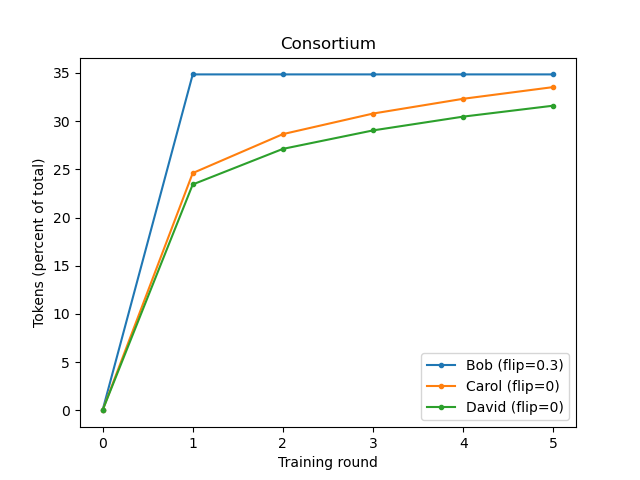 Consortium
Tokens (percent of total)
35
30
25
20
15
10
5
0
0 1 2 3 4 5
Training round
Bob (flip=0.3)
Carol (flip=0)
David (flip=0)